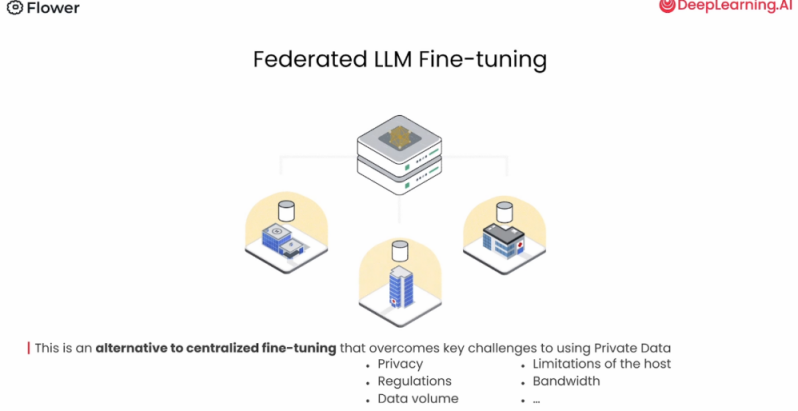 Flower
DeepLearning.AI
Federated LLM Fine-tuning
This is an alternative to centralized fine-tuning that overcomes key challenges to using Private Data
• Privacy
• Regulations
• Data volume
• Limitations of the host
• Bandwidth
• ...